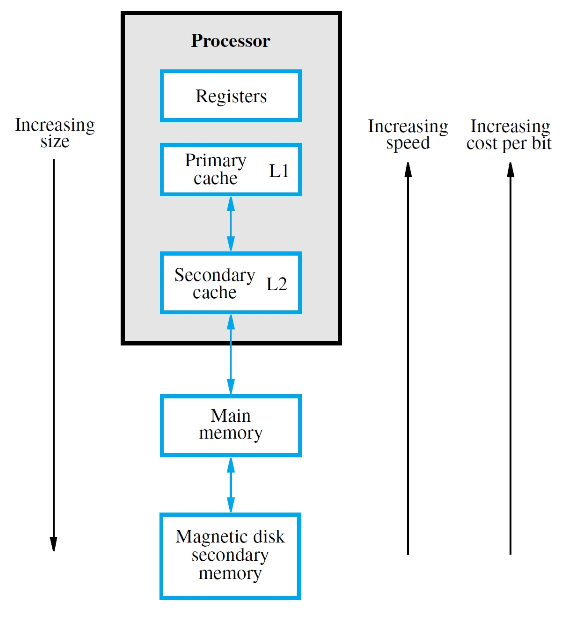 Processor
Registers
Increasing
size
Increasing
speed
Increasing
cost per bit
Primary
cache L1
Secondary
cache L2
Main
memory
Magnetic disk
secondary
memory